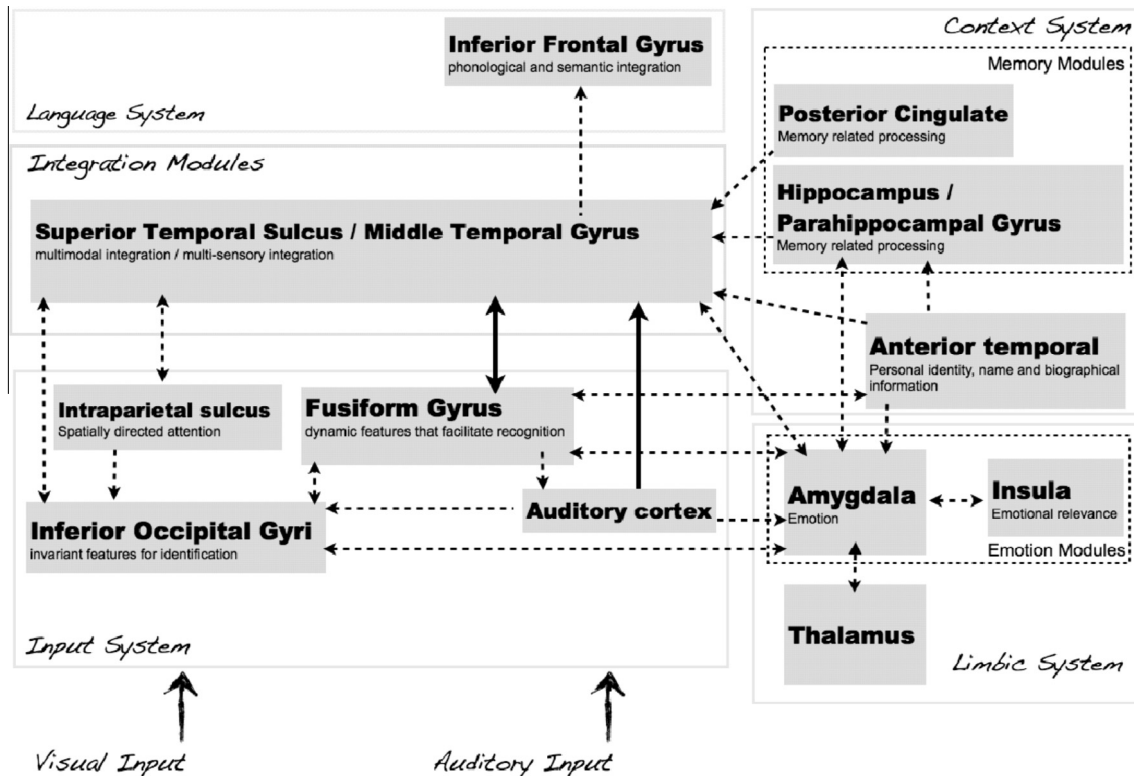 Inferior Frontal Gyrus
phonological and semantic integration
Language System
Context System
Memory Modules
Posterior Cingulate
Memory related processing
Hippocampus /
Parahippocampal Gyrus
Memory related processing
Anterior temporal
Personal identity, name and biographical
information
Integration Modules
Superior Temporal Sulcus / Middle Temporal Gyrus
multimodal integration / multi-sensory integration
Intraparietal sulcus
Spatially directed attention
Fusiform Gyrus
dynamic features that facilitate recognition
Auditory cortex
Inferior Occipital Gyri
invariant features for identification
Input System
Amygdala
Emotion
Insula
Emotional relevance
Emotion Modules
Thalamus
Limbic System
Visual Input
Auditory Input